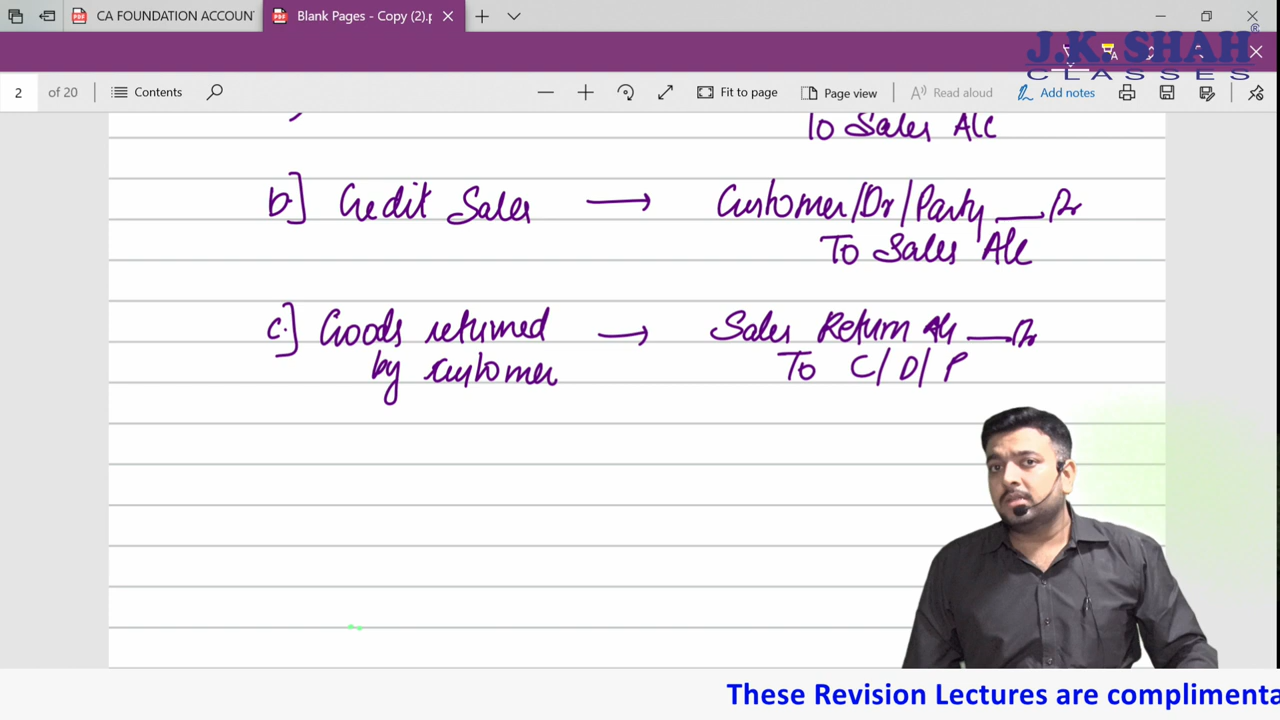 CA FOUNDATION ACCOUN
Blank Pages - Copy (2).p
J.K. SHAH®
CLASSES
2 of 20
Contents
Fit to page
Page view
Read aloud
Add notes
To Sales A/c
b.] Credit Sales → Customer/Dr/Party __ Dr
To Sales A/c
c.] Goods returned → Sales Return A/c __ Dr
by customer To C/D/P
These Revision Lectures are complimenta